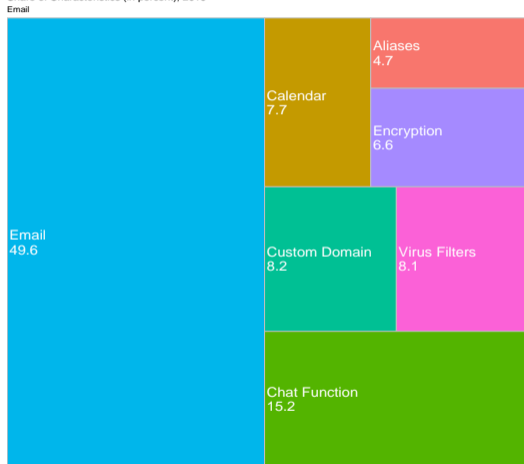 Email
Aliases
4.7
Calendar
7.7
Encryption
6.6
Email
49.6
Custom Domain
8.2
Virus Filters
8.1
Chat Function
15.2